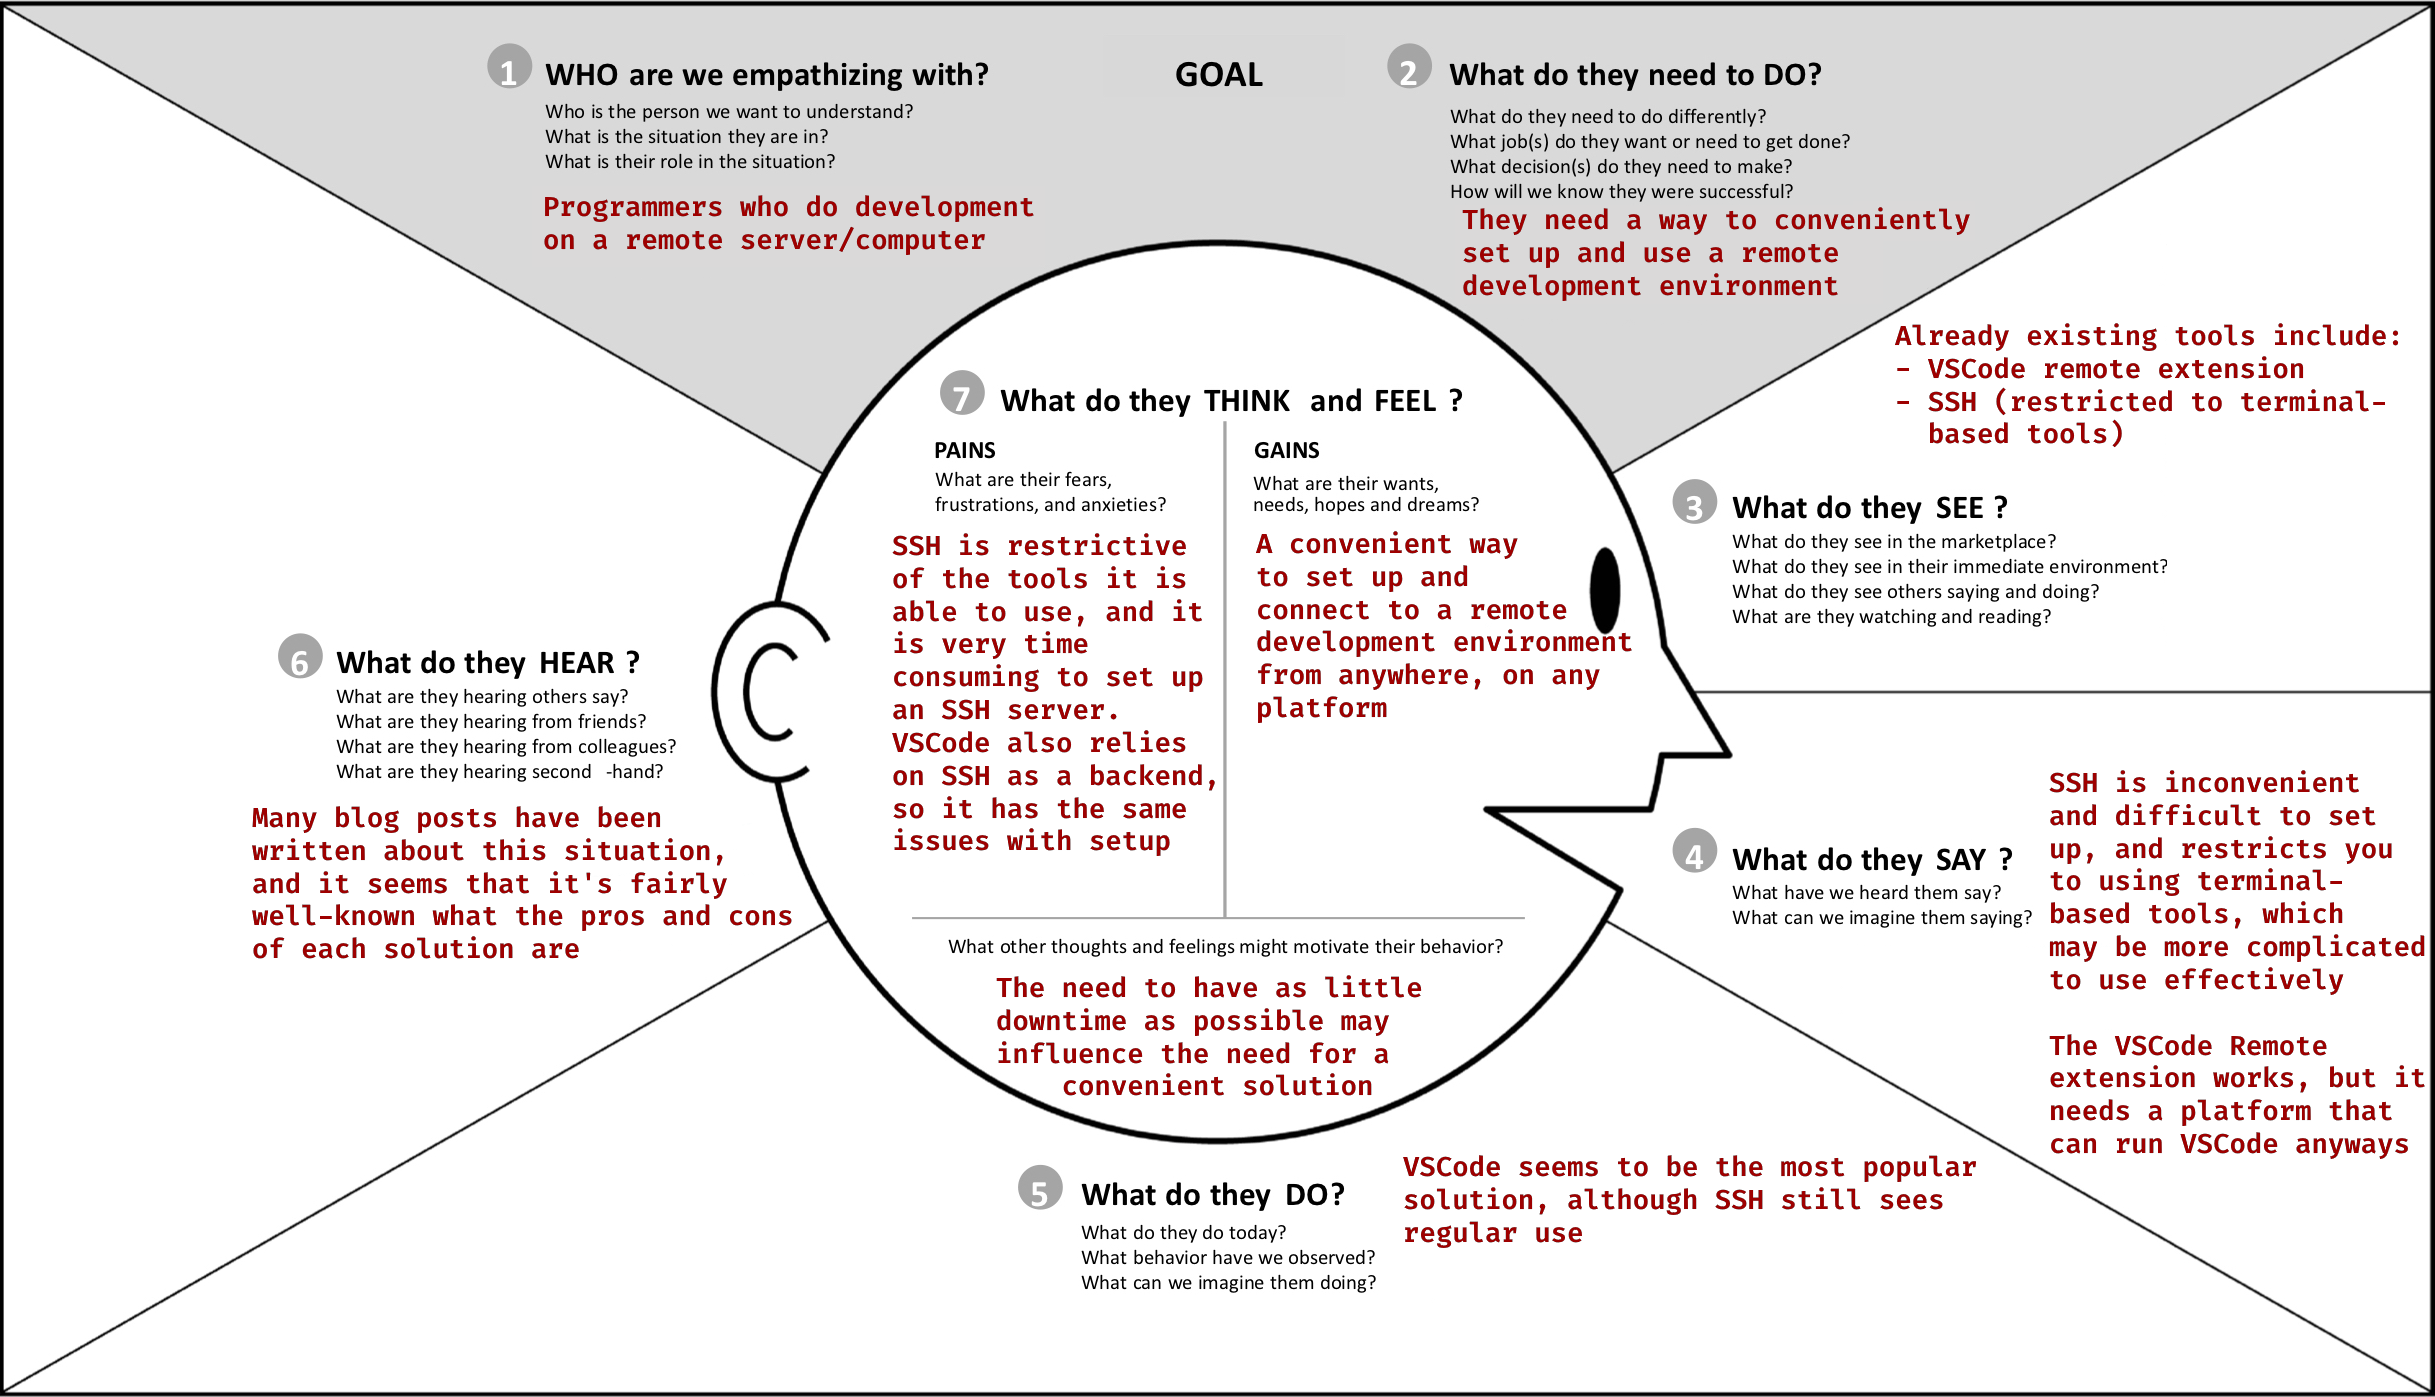 1
WHO are we empathizing with?
Who is the person we want to understand?
What is the situation they are in?
What is their role in the situation?
Programmers who do development
on a remote server/computer
GOAL
2
What do they need to DO?
What do they need to do differently?
What job(s) do they want or need to get done?
What decision(s) do they need to make?
How will we know they were successful?
They need a way to conveniently
set up and use a remote
development environment
Already existing tools include:
- VSCode remote extension
- SSH (restricted to terminal-
based tools)
3
What do they SEE ?
What do they see in the marketplace?
What do they see in their immediate environment?
What do they see others saying and doing?
What are they watching and reading?
4
What do they SAY ?
What have we heard them say?
What can we imagine them saying?
SSH is inconvenient
and difficult to set
up, and restricts you
to using terminal-
based tools, which
may be more complicated
to use effectively
The VSCode Remote
extension works, but it
needs a platform that
can run VSCode anyways
5
What do they DO?
What do they do today?
What behavior have we observed?
What can we imagine them doing?
VSCode seems to be the most popular
solution, although SSH still sees
regular use
6
What do they HEAR ?
What are they hearing others say?
What are they hearing from friends?
What are they hearing from colleagues?
What are they hearing second -hand?
Many blog posts have been
written about this situation,
and it seems that it's fairly
well-known what the pros and cons
of each solution are
7
What do they THINK and FEEL ?
PAINS
What are their fears,
frustrations, and anxieties?
SSH is restrictive
of the tools it is
able to use, and it
is very time
consuming to set up
an SSH server.
VSCode also relies
on SSH as a backend,
so it has the same
issues with setup
GAINS
What are their wants,
needs, hopes and dreams?
A convenient way
to set up and
connect to a remote
development environment
from anywhere, on any
platform
What other thoughts and feelings might motivate their behavior?
The need to have as little
downtime as possible may
influence the need for a
convenient solution